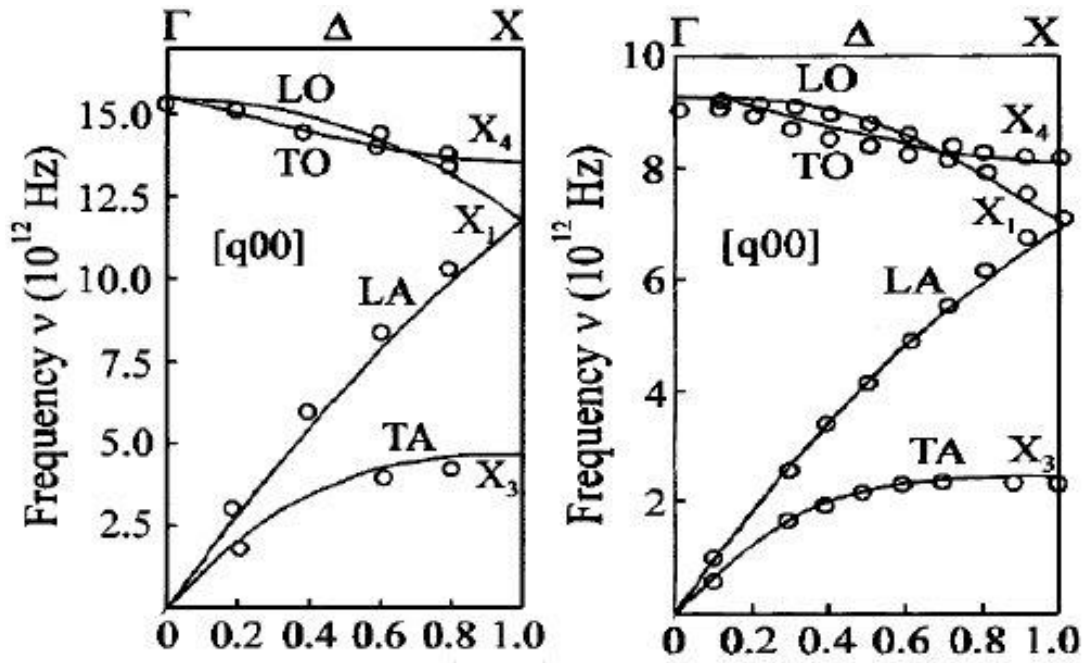 Γ Δ X
Frequency ν (10¹² Hz)
15.0
12.5
10.0
7.5
5.0
2.5
LO
TO
X₄
X₁
[q00]
LA
TA
X₃
0 0.2 0.4 0.6 0.8 1.0
Γ Δ X
Frequency ν (10¹² Hz)
10
8
6
4
2
LO
TO
X₄
X₁
[q00]
LA
TA
X₃
0 0.2 0.4 0.6 0.8 1.0